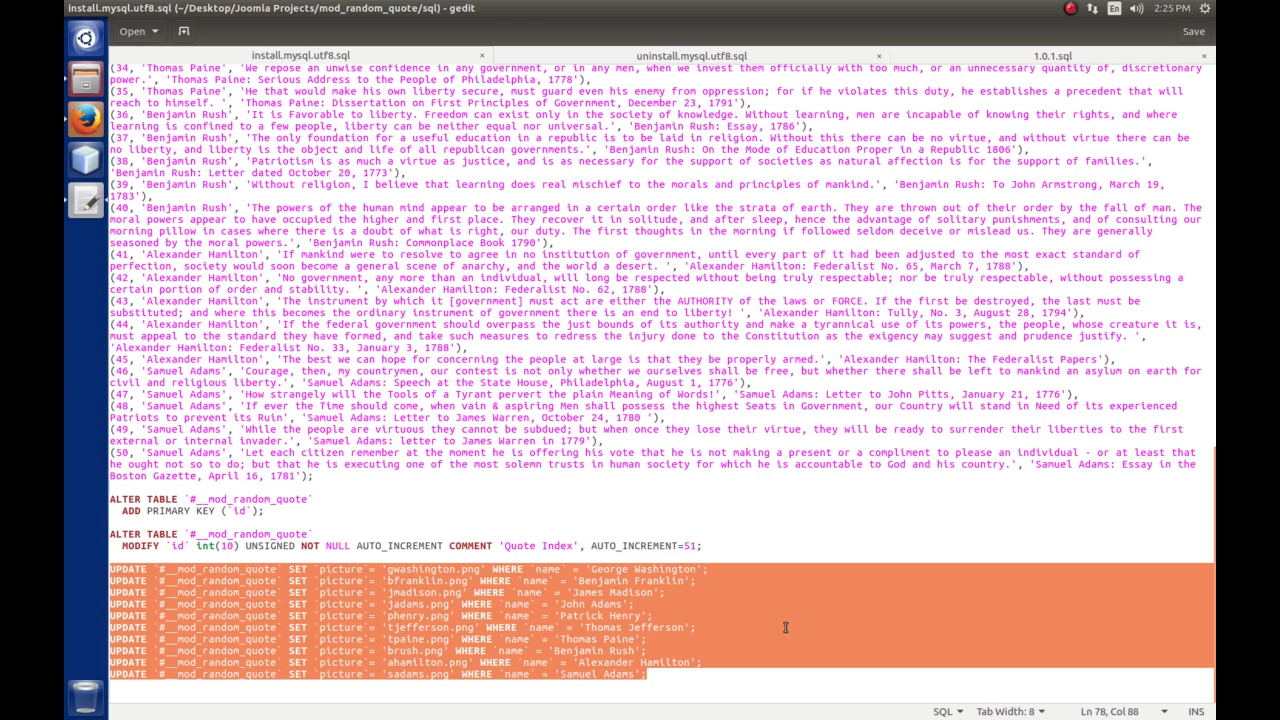 Install.mysql.utf8.sql (~/Desktop/Joomla Projects/mod_random_quote/sql) - gedit
En
2:25 PM
Open
Save
install.mysql.utf8.sql × uninstall.mysql.utf8.sql × 1.0.1.sql ×
(34, 'Thomas Paine', 'We repose an unwise confidence in any government, or in any men, when we invest them officially with too much, or an unnecessary quantity of, discretionary
power.', 'Thomas Paine: Serious Address to the People of Philadelphia, 1778'),
(35, 'Thomas Paine', 'He that would make his own liberty secure, must guard even his enemy from oppression; for if he violates this duty, he establishes a precedent that will
reach to himself. ', 'Thomas Paine: Dissertation on First Principles of Government, December 23, 1791'),
(36, 'Benjamin Rush', 'It is Favorable to liberty. Freedom can exist only in the society of knowledge. Without learning, men are incapable of knowing their rights, and where
learning is confined to a few people, liberty can be neither equal nor universal.', 'Benjamin Rush: Essay, 1786'),
(37, 'Benjamin Rush', 'The only foundation for a useful education in a republic is to be laid in religion. Without this there can be no virtue, and without virtue there can be
no liberty, and liberty is the object and life of all republican governments.', 'Benjamin Rush: On the Mode of Education Proper in a Republic 1806'),
(38, 'Benjamin Rush', 'Patriotism is as much a virtue as justice, and is as necessary for the support of societies as natural affection is for the support of families.',
'Benjamin Rush: Letter dated October 20, 1773'),
(39, 'Benjamin Rush', 'Without religion, I believe that learning does real mischief to the morals and principles of mankind.', 'Benjamin Rush: To John Armstrong, March 19,
1783'),
(40, 'Benjamin Rush', 'The powers of the human mind appear to be arranged in a certain order like the strata of earth. They are thrown out of their order by the fall of man. The
moral powers appear to have occupied the higher and first place. They recover it in solitude, and after sleep, hence the advantage of solitary punishments, and of consulting our
morning pillow in cases where there is a doubt of what is right, our duty. The first thoughts in the morning if followed seldom deceive or mislead us. They are generally
seasoned by the moral powers.', 'Benjamin Rush: Commonplace Book 1790'),
(41, 'Alexander Hamilton', 'If mankind were to resolve to agree in no institution of government, until every part of it had been adjusted to the most exact standard of
perfection, society would soon become a general scene of anarchy, and the world a desert. ', 'Alexander Hamilton: Federalist No. 65, March 7, 1788'),
(42, 'Alexander Hamilton', 'No government, any more than an individual, will long be respected without being truly respectable; nor be truly respectable, without possessing a
certain portion of order and stability. ', 'Alexander Hamilton: Federalist No. 62, 1788'),
(43, 'Alexander Hamilton', 'The instrument by which it [government] must act are either the AUTHORITY of the laws or FORCE. If the first be destroyed, the last must be
substituted; and where this becomes the ordinary instrument of government there is an end to liberty! ', 'Alexander Hamilton: Tully, No. 3, August 28, 1794'),
(44, 'Alexander Hamilton', 'If the federal government should overpass the just bounds of its authority and make a tyrannical use of its powers, the people, whose creature it is,
must appeal to the standard they have formed, and take such measures to redress the injury done to the Constitution as the exigency may suggest and prudence justify. ',
'Alexander Hamilton: Federalist No. 33, January 3, 1788'),
(45, 'Alexander Hamilton', 'The best we can hope for concerning the people at large is that they be properly armed.', 'Alexander Hamilton: The Federalist Papers'),
(46, 'Samuel Adams', 'Courage, then, my countrymen, our contest is not only whether we ourselves shall be free, but whether there shall be left to mankind an asylum on earth for
civil and religious liberty.', 'Samuel Adams: Speech at the State House, Philadelphia, August 1, 1776'),
(47, 'Samuel Adams', 'How strangely will the Tools of a Tyrant pervert the plain Meaning of Words!', 'Samuel Adams: Letter to John Pitts, January 21, 1776'),
(48, 'Samuel Adams', 'If ever the Time should come, when vain & aspiring Men shall possess the highest Seats in Government, our Country will stand in Need of its experienced
Patriots to prevent its Ruin', 'Samuel Adams: Letter to James Warren, October 24, 1780 '),
(49, 'Samuel Adams', 'While the people are virtuous they cannot be subdued; but when once they lose their virtue, they will be ready to surrender their liberties to the first
external or internal invader.', 'Samuel Adams: letter to James Warren in 1779'),
(50, 'Samuel Adams', 'Let each citizen remember at the moment he is offering his vote that he is not making a present or a compliment to please an individual - or at least that
he ought not so to do; but that he is executing one of the most solemn trusts in human society for which he is accountable to God and his country.', 'Samuel Adams: Essay in the
Boston Gazette, April 16, 1781');
ALTER TABLE `#__mod_random_quote`
ADD PRIMARY KEY (`id`);
ALTER TABLE `#__mod_random_quote`
MODIFY `id` int(10) UNSIGNED NOT NULL AUTO_INCREMENT COMMENT 'Quote Index', AUTO_INCREMENT=51;
UPDATE `#__mod_random_quote` SET `picture`= 'gwashington.png' WHERE `name` = 'George Washington';
UPDATE `#__mod_random_quote` SET `picture`= 'bfranklin.png' WHERE `name` = 'Benjamin Franklin';
UPDATE `#__mod_random_quote` SET `picture`= 'jmadison.png' WHERE `name` = 'James Madison';
UPDATE `#__mod_random_quote` SET `picture`= 'jadams.png' WHERE `name` = 'John Adams';
UPDATE `#__mod_random_quote` SET `picture`= 'phenry.png' WHERE `name` = 'Patrick Henry';
UPDATE `#__mod_random_quote` SET `picture`= 'tjefferson.png' WHERE `name` = 'Thomas Jefferson';
UPDATE `#__mod_random_quote` SET `picture`= 'tpaine.png' WHERE `name` = 'Thomas Paine';
UPDATE `#__mod_random_quote` SET `picture`= 'brush.png' WHERE `name` = 'Benjamin Rush';
UPDATE `#__mod_random_quote` SET `picture`= 'ahamilton.png' WHERE `name` = 'Alexander Hamilton';
UPDATE `#__mod_random_quote` SET `picture`= 'sadams.png' WHERE `name` = 'Samuel Adams';
SQL Tab Width: 8 Ln 78, Col 88 INS